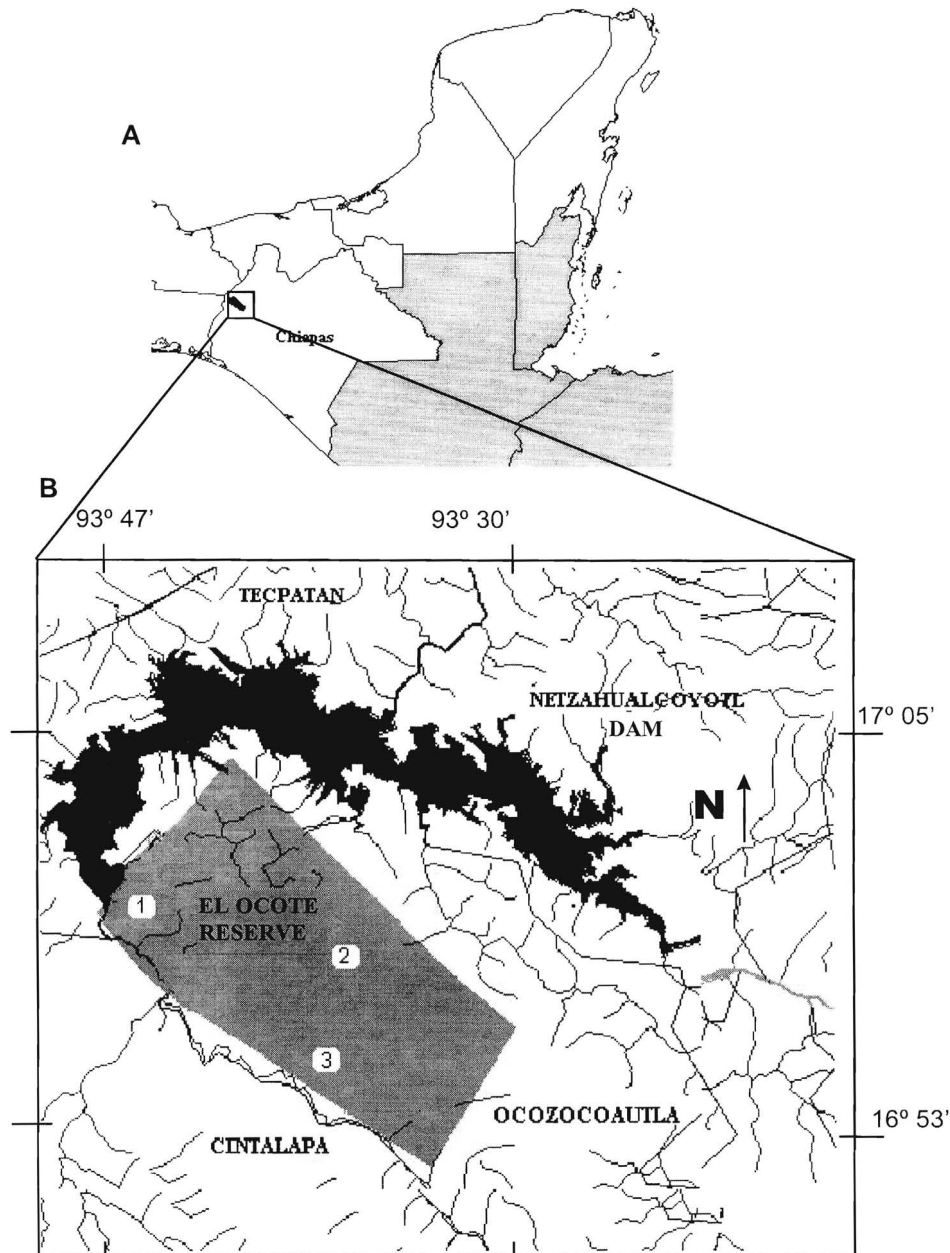 A
Chiapas
B
93º 47’
93º 30’
TECPATAN
NETZAHUALCOYOTL
DAM
17º 05’
N
1
EL OCOTE
RESERVE
2
3
OCOZOCOAUTLA
16º 53’
CINTALAPA